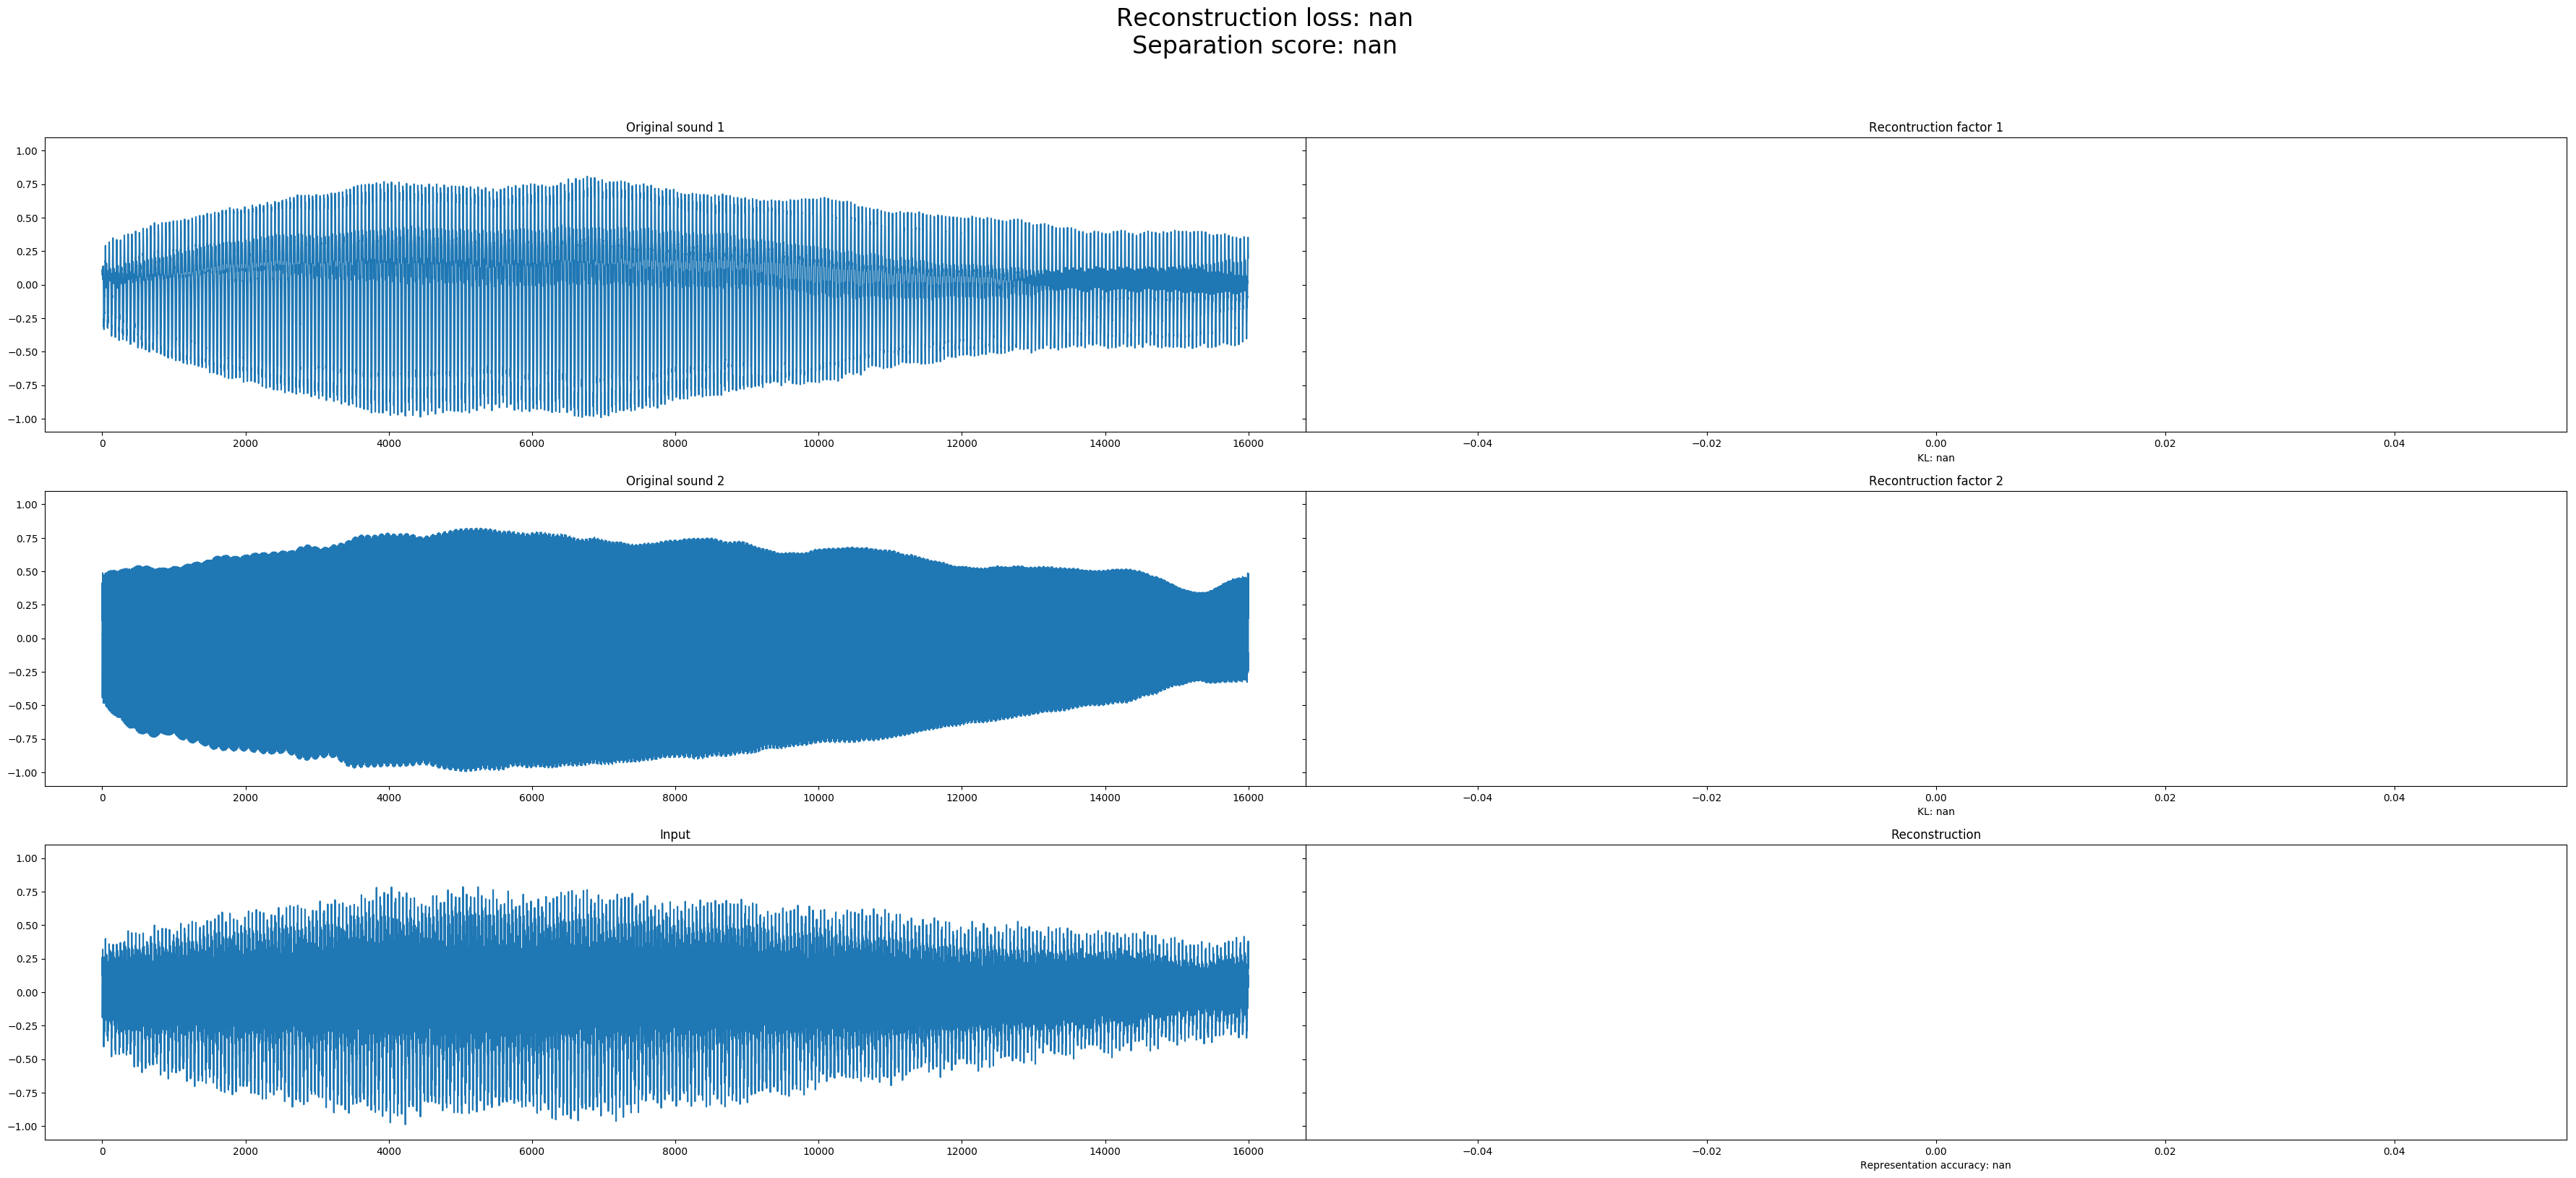 Reconstruction loss: nan
Separation score: nan
Original sound 1
Recontruction factor 1
1.00
0.75
0.50
0.25
0.00
−0.25
−0.50
−0.75
−1.00
0 2000 4000 6000 8000 10000 12000 14000 16000
−0.04 −0.02 0.00 0.02 0.04
KL: nan
Original sound 2
Recontruction factor 2
1.00
0.75
0.50
0.25
0.00
−0.25
−0.50
−0.75
−1.00
0 2000 4000 6000 8000 10000 12000 14000 16000
−0.04 −0.02 0.00 0.02 0.04
KL: nan
Input
Reconstruction
1.00
0.75
0.50
0.25
0.00
−0.25
−0.50
−0.75
−1.00
0 2000 4000 6000 8000 10000 12000 14000 16000
−0.04 −0.02 0.00 0.02 0.04
Representation accuracy: nan